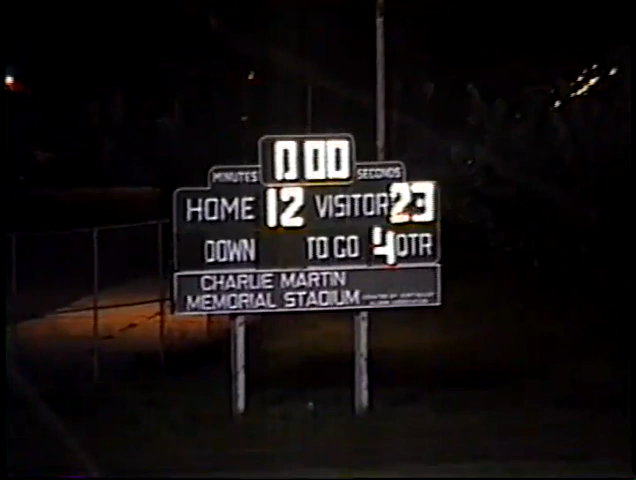 MINUTES 0:00 SECONDS
HOME 12 VISITOR 23
DOWN TO GO 4 QTR
CHARLIE MARTIN
MEMORIAL STADIUM